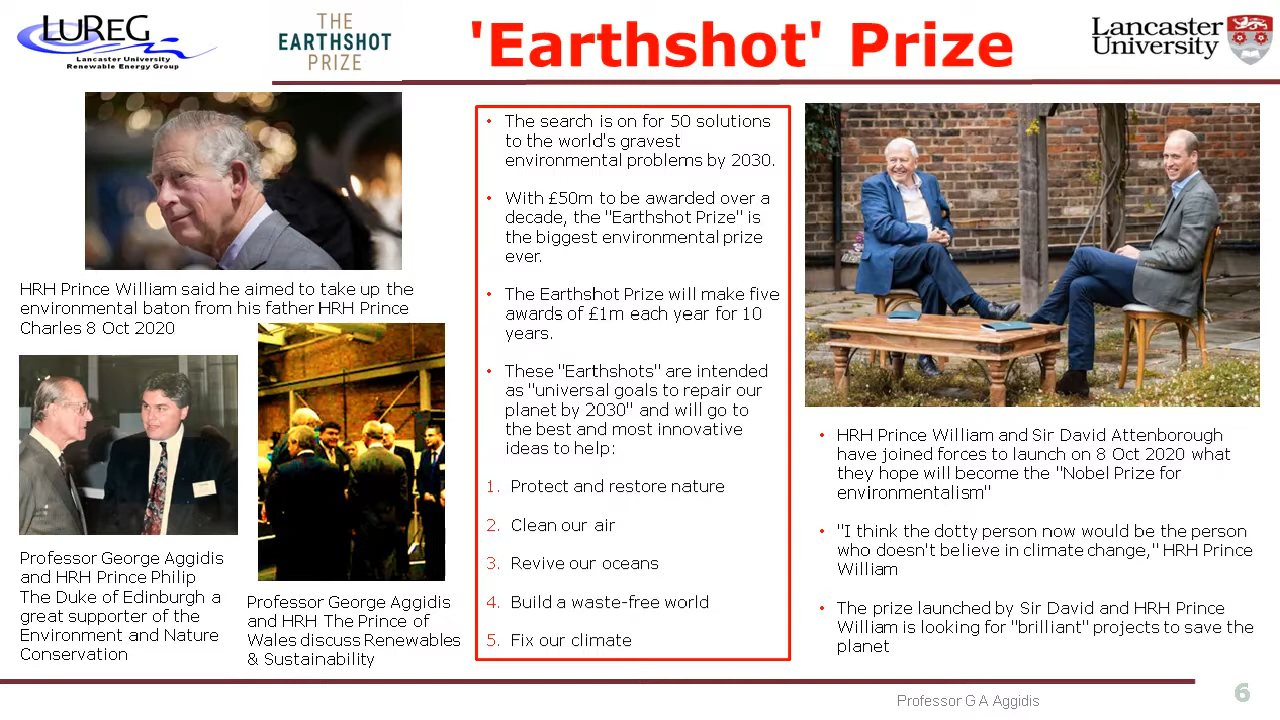 LUREG
Lancaster University
Renewable Energy Group
THE
EARTHSHOT
PRIZE
'Earthshot' Prize
Lancaster
University
HRH Prince William said he aimed to take up the
environmental baton from his father HRH Prince
Charles 8 Oct 2020
Professor George Aggidis
and HRH Prince Philip
The Duke of Edinburgh a
great supporter of the
Environment and Nature
Conservation
Professor George Aggidis
and HRH The Prince of
Wales discuss Renewables
& Sustainability
• The search is on for 50 solutions
to the world's gravest
environmental problems by 2030.
• With £50m to be awarded over a
decade, the "Earthshot Prize" is
the biggest environmental prize
ever.
• The Earthshot Prize will make five
awards of £1m each year for 10
years.
• These "Earthshots" are intended
as "universal goals to repair our
planet by 2030" and will go to
the best and most innovative
ideas to help:
1. Protect and restore nature
2. Clean our air
3. Revive our oceans
4. Build a waste-free world
5. Fix our climate
• HRH Prince William and Sir David Attenborough
have joined forces to launch on 8 Oct 2020 what
they hope will become the "Nobel Prize for
environmentalism"
• "I think the dotty person now would be the person
who doesn't believe in climate change," HRH Prince
William
• The prize launched by Sir David and HRH Prince
William is looking for "brilliant" projects to save the
planet
Professor G A Aggidis
6